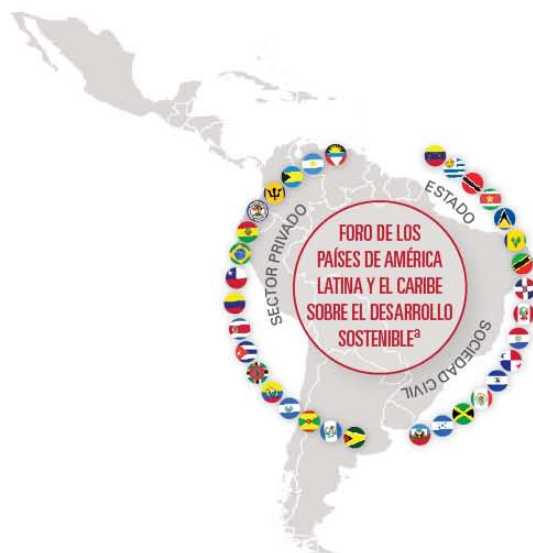 SECTOR PRIVADO
ESTADO
FORO DE LOS
PAÍSES DE AMÉRICA
LATINA Y EL CARIBE
SOBRE EL DESARROLLO
SOSTENIBLEª
SOCIEDAD CIVIL